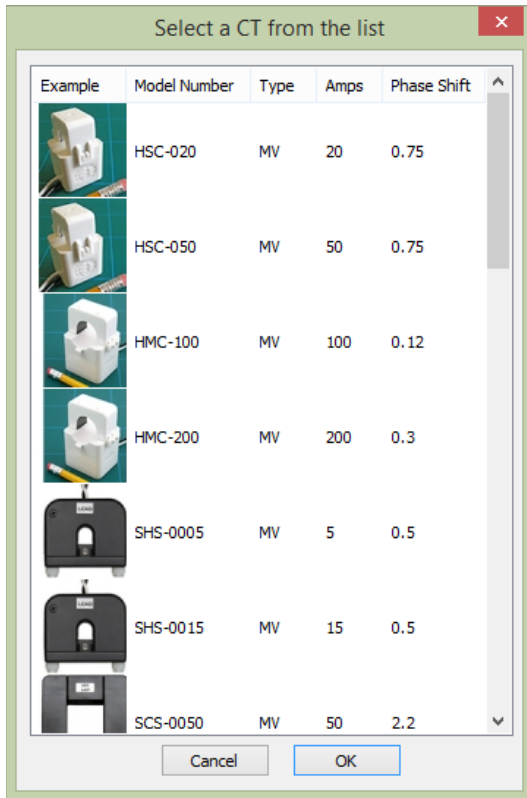 Select a CT from the list
Example Model Number Type Amps Phase Shift
HSC-020 MV 20 0.75
HSC-050 MV 50 0.75
HMC-100 MV 100 0.12
HMC-200 MV 200 0.3
SHS-0005 MV 5 0.5
SHS-0015 MV 15 0.5
SCS-0050 MV 50 2.2
Cancel OK